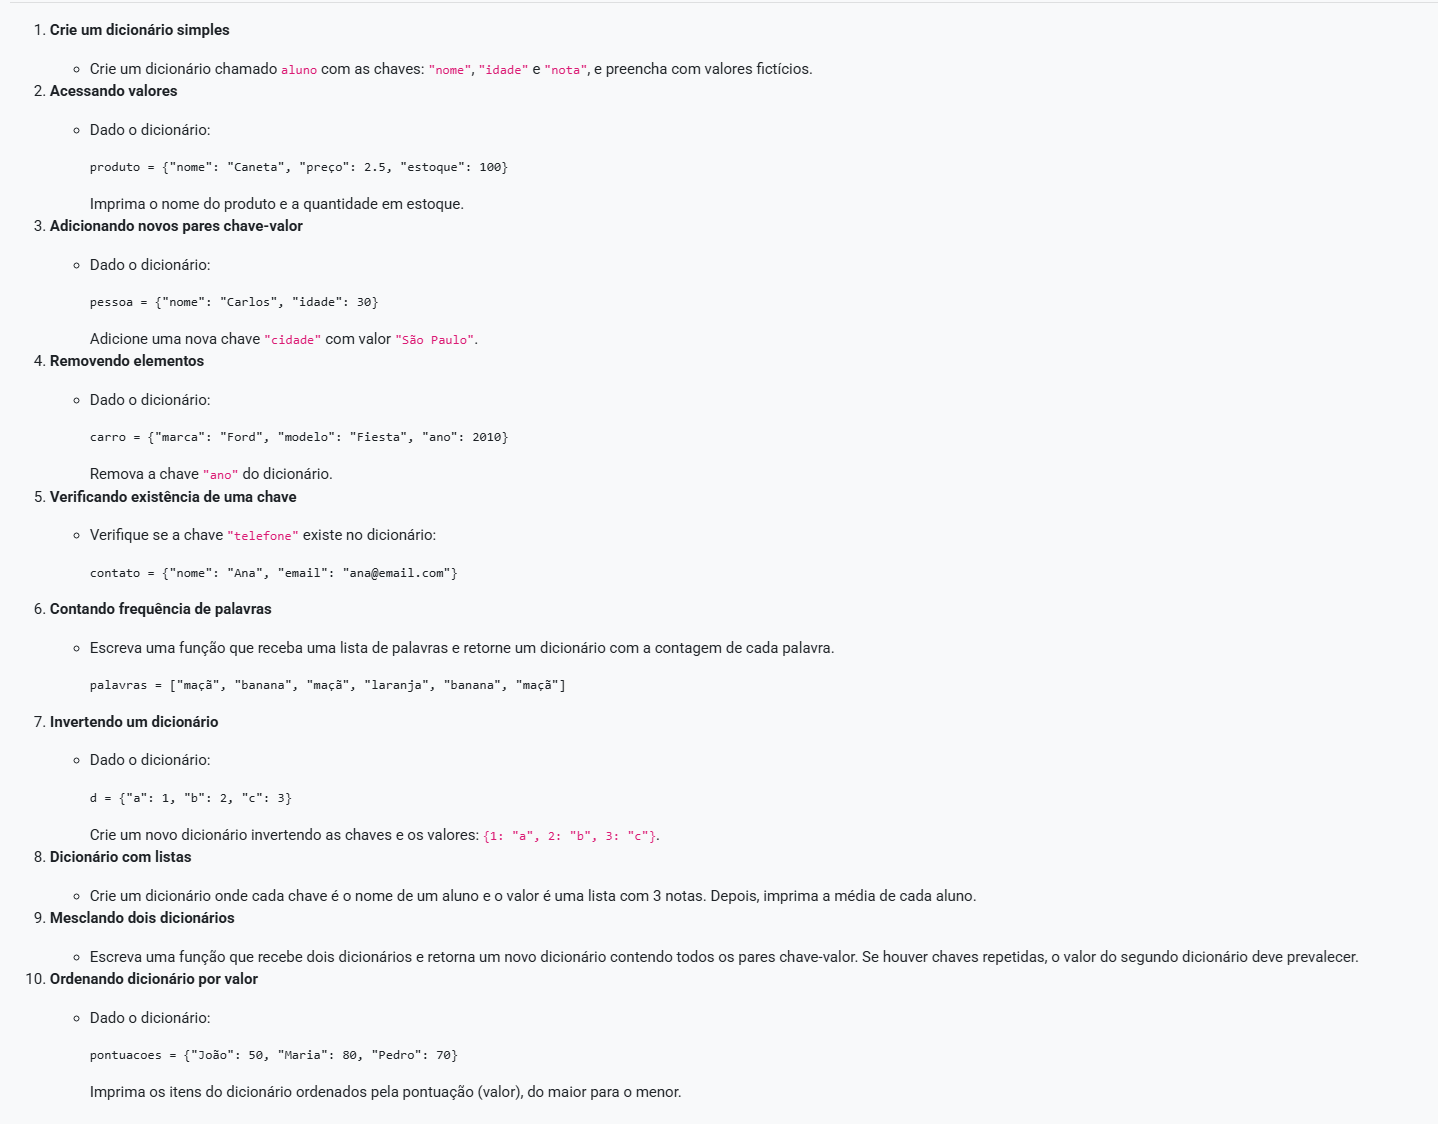 1. Crie um dicionário simples
Crie um dicionário chamado aluno com as chaves: "nome", "idade" e "nota", e preencha com valores fictícios.
2. Acessando valores
Dado o dicionário:
produto = {"nome": "Caneta", "preço": 2.5, "estoque": 100}
Imprima o nome do produto e a quantidade em estoque.
3. Adicionando novos pares chave-valor
Dado o dicionário:
pessoa = {"nome": "Carlos", "idade": 30}
Adicione uma nova chave "cidade" com valor "São Paulo".
4. Removendo elementos
Dado o dicionário:
carro = {"marca": "Ford", "modelo": "Fiesta", "ano": 2010}
Remova a chave "ano" do dicionário.
5. Verificando existência de uma chave
Verifique se a chave "telefone" existe no dicionário:
contato = {"nome": "Ana", "email": "ana@email.com"}
6. Contando frequência de palavras
Escreva uma função que receba uma lista de palavras e retorne um dicionário com a contagem de cada palavra.
palavras = ["maçã", "banana", "maçã", "laranja", "banana", "maçã"]
7. Invertendo um dicionário
Dado o dicionário:
d = {"a": 1, "b": 2, "c": 3}
Crie um novo dicionário invertendo as chaves e os valores: {1: "a", 2: "b", 3: "c"}.
8. Dicionário com listas
Crie um dicionário onde cada chave é o nome de um aluno e o valor é uma lista com 3 notas. Depois, imprima a média de cada aluno.
9. Mesclando dois dicionários
Escreva uma função que recebe dois dicionários e retorna um novo dicionário contendo todos os pares chave-valor. Se houver chaves repetidas, o valor do segundo dicionário deve prevalecer.
10. Ordenando dicionário por valor
Dado o dicionário:
pontuacoes = {"João": 50, "Maria": 80, "Pedro": 70}
Imprima os itens do dicionário ordenados pela pontuação (valor), do maior para o menor.